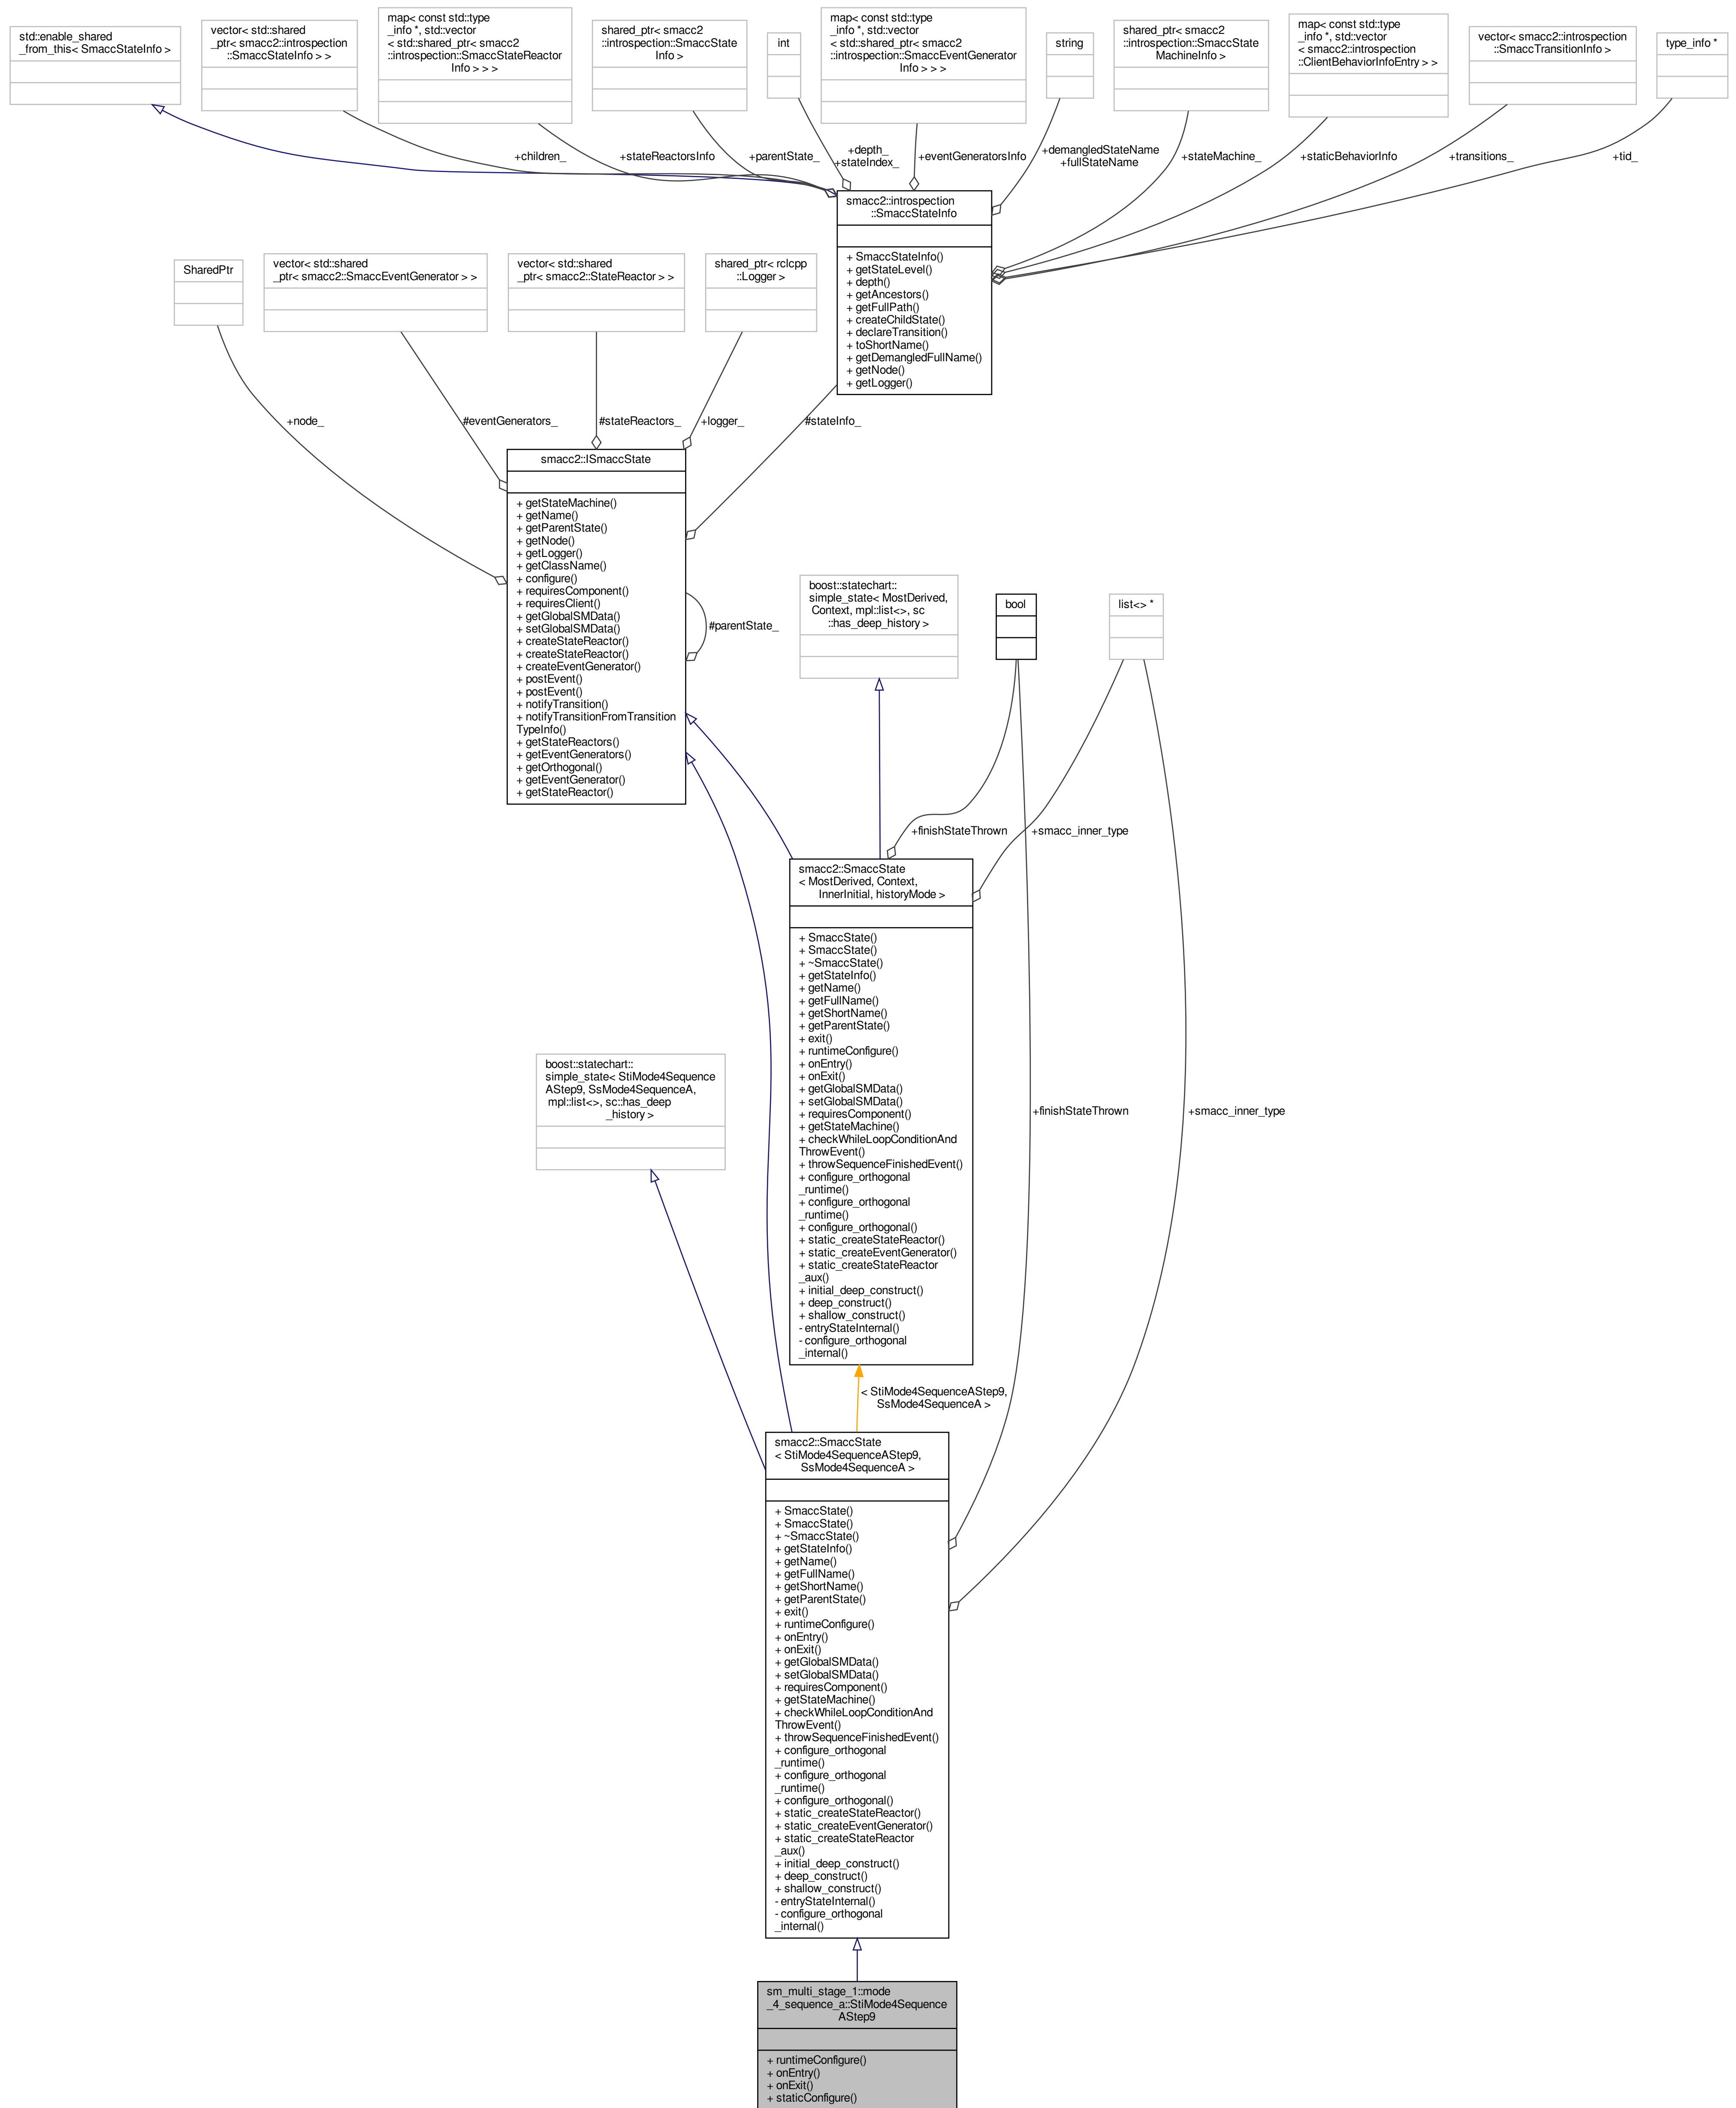 std::enable_shared
_from_this< SmaccStateInfo >
vector< std::shared
_ptr< smacc2::introspection
::SmaccStateInfo > >
map< const std::type
_info *, std::vector
< std::shared_ptr< smacc2
::introspection::SmaccStateReactor
Info > > >
shared_ptr< smacc2
::introspection::SmaccState
Info >
int
map< const std::type
_info *, std::vector
< std::shared_ptr< smacc2
::introspection::SmaccEventGenerator
Info > > >
string
shared_ptr< smacc2
::introspection::SmaccState
MachineInfo >
map< const std::type
_info *, std::vector
< smacc2::introspection
::ClientBehaviorInfoEntry > >
vector< smacc2::introspection
::SmaccTransitionInfo >
type_info *
+children_
+stateReactorsInfo
+parentState_
+depth_
+stateIndex_
+eventGeneratorsInfo
+demangledStateName
+fullStateName
+stateMachine_
+staticBehaviorInfo
+transitions_
+tid_
smacc2::introspection
::SmaccStateInfo
+ SmaccStateInfo()
+ getStateLevel()
+ depth()
+ getAncestors()
+ getFullPath()
+ createChildState()
+ declareTransition()
+ toShortName()
+ getDemangledFullName()
+ getNode()
+ getLogger()
SharedPtr
vector< std::shared
_ptr< smacc2::SmaccEventGenerator > >
vector< std::shared
_ptr< smacc2::StateReactor > >
shared_ptr< rclcpp
::Logger >
+node_
#eventGenerators_
#stateReactors_
+logger_
#stateInfo_
smacc2::ISmaccState
+ getStateMachine()
+ getName()
+ getParentState()
+ getNode()
+ getLogger()
+ getClassName()
+ configure()
+ requiresComponent()
+ requiresClient()
+ getGlobalSMData()
+ setGlobalSMData()
+ createStateReactor()
+ createStateReactor()
+ createEventGenerator()
+ postEvent()
+ postEvent()
+ notifyTransition()
+ notifyTransitionFromTransition
TypeInfo()
+ getStateReactors()
+ getEventGenerators()
+ getOrthogonal()
+ getEventGenerator()
+ getStateReactor()
#parentState_
boost::statechart::
simple_state< MostDerived,
Context, mpl::list<>, sc
::has_deep_history >
bool
list<> *
+finishStateThrown
+smacc_inner_type
smacc2::SmaccState
< MostDerived, Context,
InnerInitial, historyMode >
+ SmaccState()
+ SmaccState()
+ ~SmaccState()
+ getStateInfo()
+ getName()
+ getFullName()
+ getShortName()
+ getParentState()
+ exit()
+ runtimeConfigure()
+ onEntry()
+ onExit()
+ getGlobalSMData()
+ setGlobalSMData()
+ requiresComponent()
+ getStateMachine()
+ checkWhileLoopConditionAnd
ThrowEvent()
+ throwSequenceFinishedEvent()
+ configure_orthogonal
_runtime()
+ configure_orthogonal
_runtime()
+ configure_orthogonal()
+ static_createStateReactor()
+ static_createEventGenerator()
+ static_createStateReactor
_aux()
+ initial_deep_construct()
+ deep_construct()
+ shallow_construct()
- entryStateInternal()
- configure_orthogonal
_internal()
boost::statechart::
simple_state< StiMode4Sequence
AStep9, SsMode4SequenceA,
mpl::list<>, sc::has_deep
_history >
+finishStateThrown
+smacc_inner_type
< StiMode4SequenceAStep9,
SsMode4SequenceA >
smacc2::SmaccState
< StiMode4SequenceAStep9,
SsMode4SequenceA >
+ SmaccState()
+ SmaccState()
+ ~SmaccState()
+ getStateInfo()
+ getName()
+ getFullName()
+ getShortName()
+ getParentState()
+ exit()
+ runtimeConfigure()
+ onEntry()
+ onExit()
+ getGlobalSMData()
+ setGlobalSMData()
+ requiresComponent()
+ getStateMachine()
+ checkWhileLoopConditionAnd
ThrowEvent()
+ throwSequenceFinishedEvent()
+ configure_orthogonal
_runtime()
+ configure_orthogonal
_runtime()
+ configure_orthogonal()
+ static_createStateReactor()
+ static_createEventGenerator()
+ static_createStateReactor
_aux()
+ initial_deep_construct()
+ deep_construct()
+ shallow_construct()
- entryStateInternal()
- configure_orthogonal
_internal()
sm_multi_stage_1::mode
_4_sequence_a::StiMode4Sequence
AStep9
+ runtimeConfigure()
+ onEntry()
+ onExit()
+ staticConfigure()